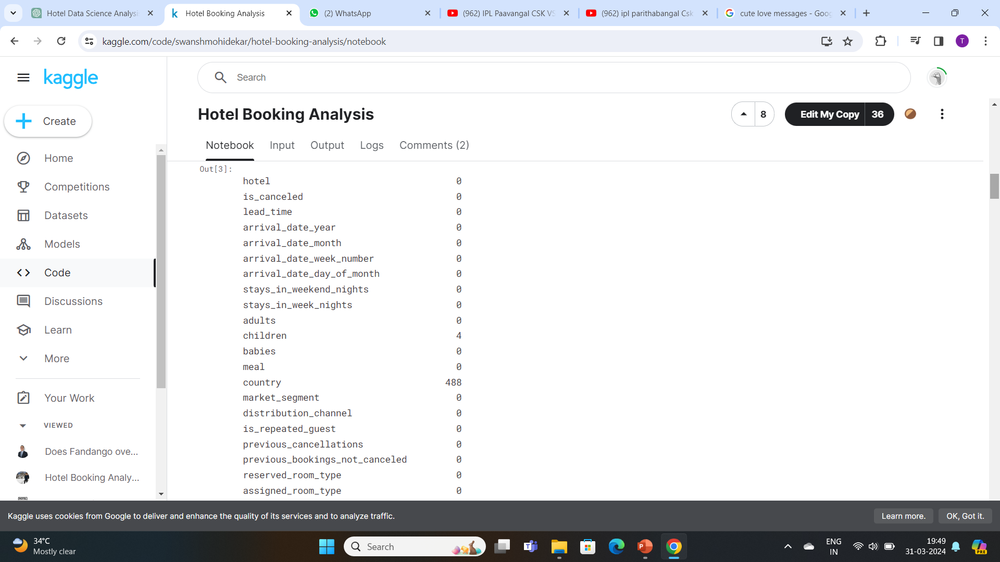 Hotel Data Science Analysis
Hotel Booking Analysis
(2) WhatsApp
(962) IPL Paavangal CSK VS
(962) ipl parithabangal Csk
cute love messages - Goog
kaggle.com/code/swanshmohidekar/hotel-booking-analysis/notebook
T
kaggle
Search
Create
Hotel Booking Analysis
8
Edit My Copy 36
Notebook Input Output Logs Comments (2)
Home
Competitions
Datasets
Models
Code
Discussions
Learn
More
Your Work
VIEWED
Does Fandango ove...
Hotel Booking Analy...
Out[3]:
hotel 0
is_canceled 0
lead_time 0
arrival_date_year 0
arrival_date_month 0
arrival_date_week_number 0
arrival_date_day_of_month 0
stays_in_weekend_nights 0
stays_in_week_nights 0
adults 0
children 4
babies 0
meal 0
country 488
market_segment 0
distribution_channel 0
is_repeated_guest 0
previous_cancellations 0
previous_bookings_not_canceled 0
reserved_room_type 0
assigned_room_type 0
Kaggle uses cookies from Google to deliver and enhance the quality of its services and to analyze traffic.
Learn more.
OK, Got it.
34°C
Mostly clear
Search
ENG
IN
19:49
31-03-2024
PRE